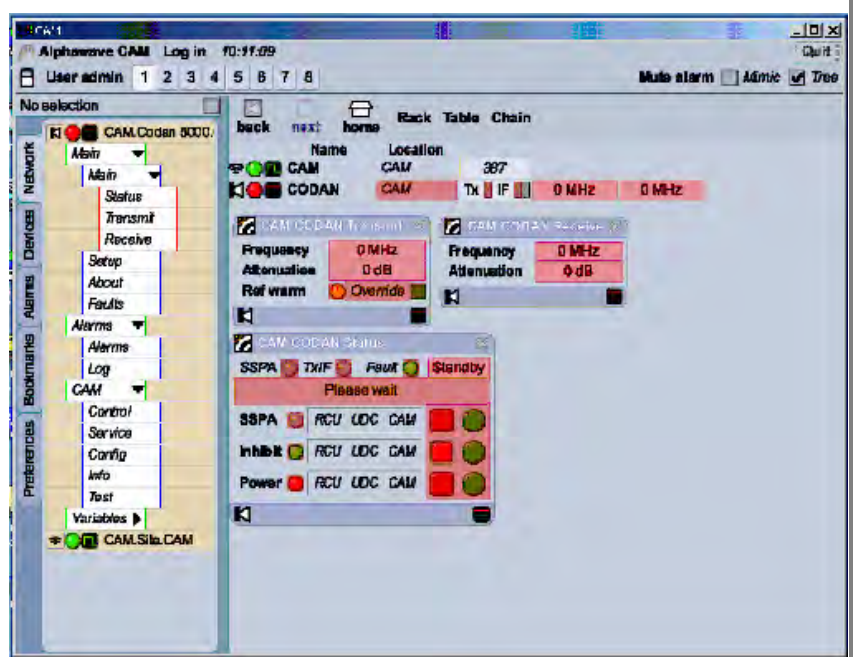 CAM
Alphawave CAM Log in 10:11:09 Quit
User admin 1 2 3 4 5 6 7 8 Mute alarm Mimic Tree
No selection
Network
Devices
Alarms
Bookmarks
Preferences
CAM.Codan 5000.
Main
Main
Status
Transmit
Receive
Setup
About
Faults
Alarms
Alarms
Log
CAM
Control
Service
Config
Info
Test
Variables
CAM.Site.CAM
back next home Rack Table Chain
Name Location
CAM CAM 387
CODAN CAM Tx IF 0 MHz 0 MHz
CAM CODAN Transmit
Frequency 0 MHz
Attenuation 0 dB
Ref warm Override
CAM CODAN Receive
Frequency 0 MHz
Attenuation 0 dB
CAM CODAN Status
SSPA Tx/IF Fault Standby
Please wait
SSPA RCU UDC CAM
Inhibit RCU UDC CAM
Power RCU UDC CAM